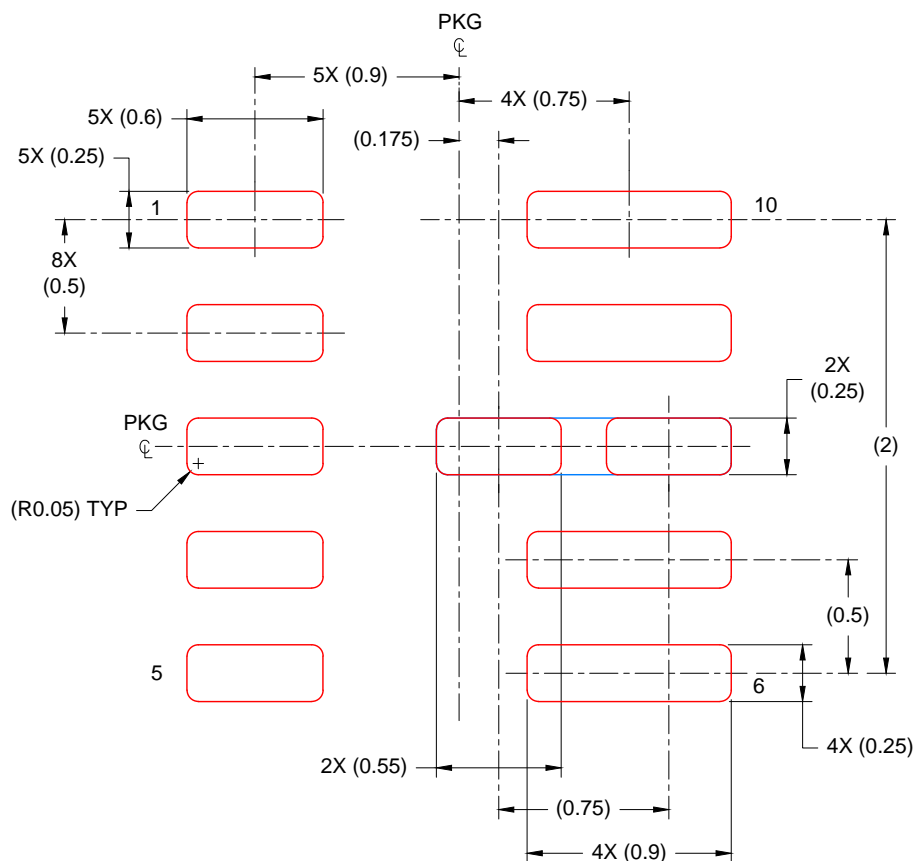 PKG
℄
5X (0.9)
4X (0.75)
5X (0.6)
(0.175)
5X (0.25)
1
10
8X
(0.5)
2X
(0.25)
PKG
℄
(2)
(R0.05) TYP
(0.5)
5
6
4X (0.25)
2X (0.55)
(0.75)
4X (0.9)